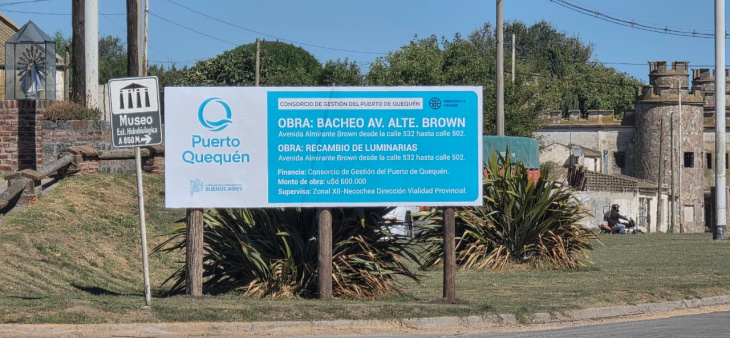 Museo
Est. Hidrobiológica
A 650 m.
Puerto
Quequén
BUENOS AIRES
CONSORCIO DE GESTIÓN DEL PUERTO DE QUEQUÉN
OBRA: BACHEO AV. ALTE. BROWN
Avenida Almirante Brown desde la calle 532 hasta calle 502.
OBRA: RECAMBIO DE LUMINARIAS
Avenida Almirante Brown desde la calle 532 hasta calle 502.
Financia: Consorcio de Gestión del Puerto de Quequén.
Monto de obra: u$d 600.000
Supervisa: Zonal XII-Necochea Dirección Vialidad Provincial.